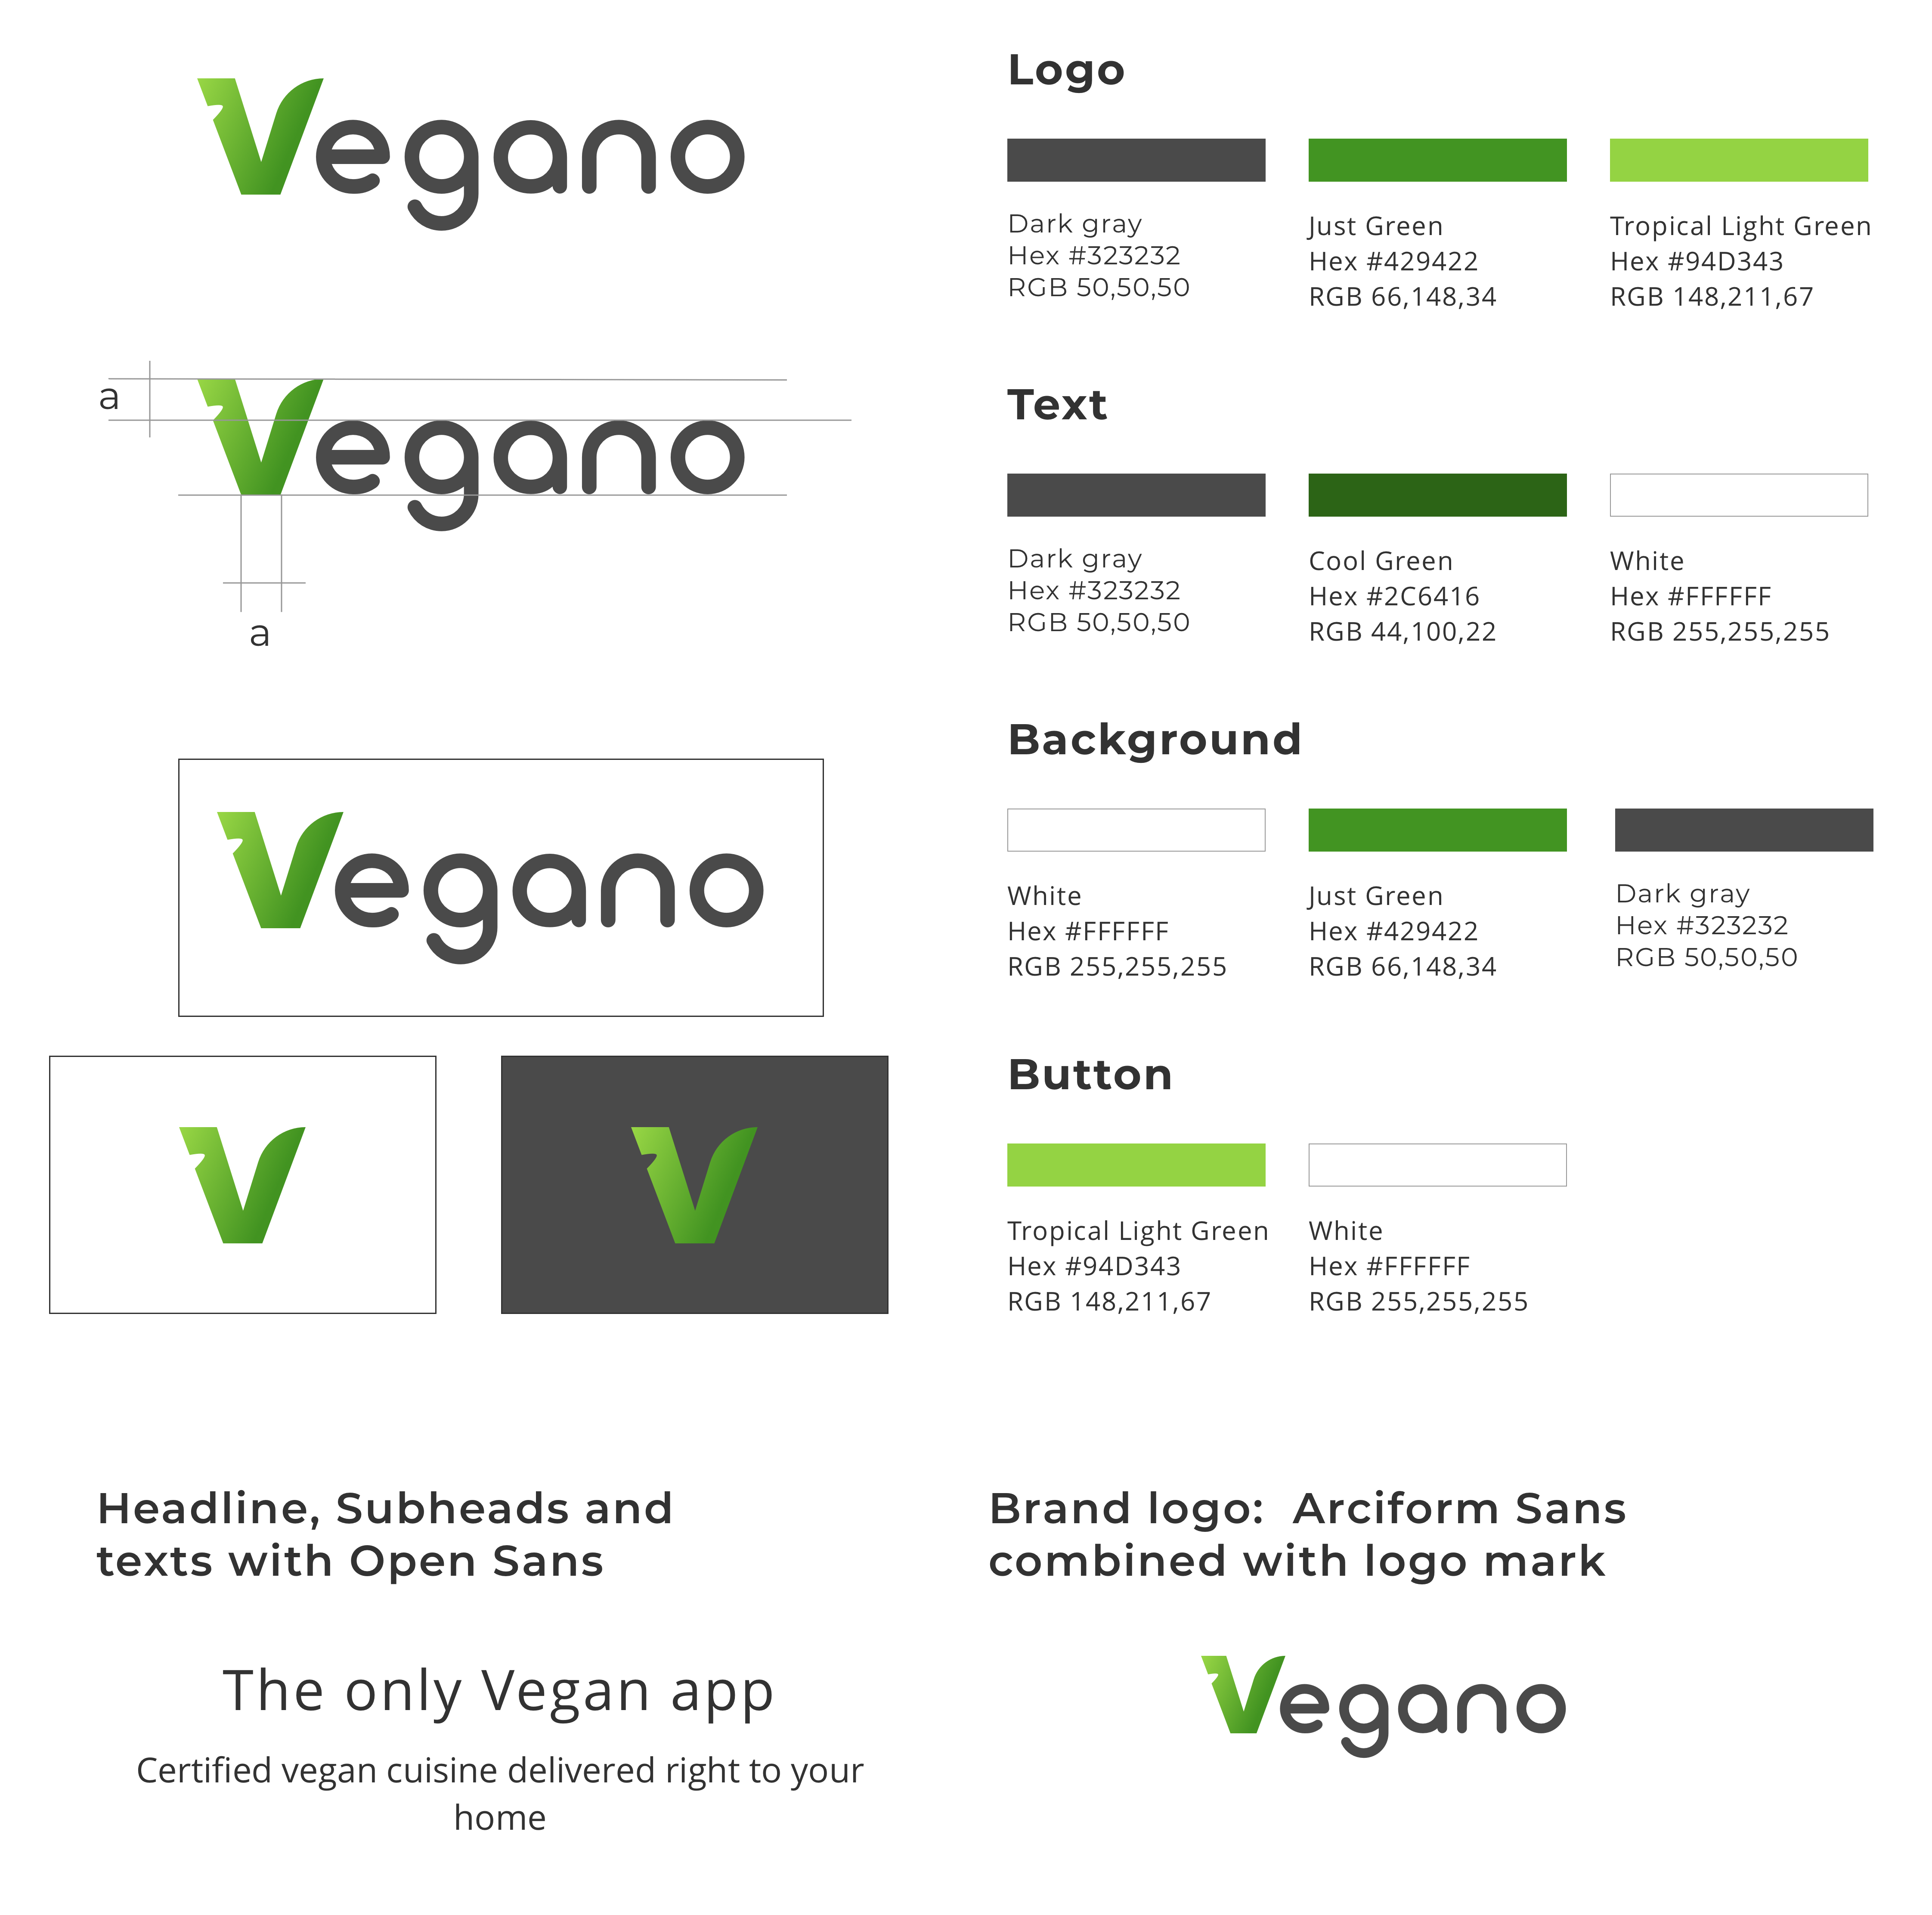 Vegano
a
Vegano
a
Vegano
V
V
Logo
Dark gray
Hex #323232
RGB 50,50,50
Just Green
Hex #429422
RGB 66,148,34
Tropical Light Green
Hex #94D343
RGB 148,211,67
Text
Dark gray
Hex #323232
RGB 50,50,50
Cool Green
Hex #2C6416
RGB 44,100,22
White
Hex #FFFFFF
RGB 255,255,255
Background
White
Hex #FFFFFF
RGB 255,255,255
Just Green
Hex #429422
RGB 66,148,34
Dark gray
Hex #323232
RGB 50,50,50
Button
Tropical Light Green
Hex #94D343
RGB 148,211,67
White
Hex #FFFFFF
RGB 255,255,255
Headline, Subheads and
texts with Open Sans
The only Vegan app
Certified vegan cuisine delivered right to your
home
Brand logo:  Arciform Sans
combined with logo mark
Vegano